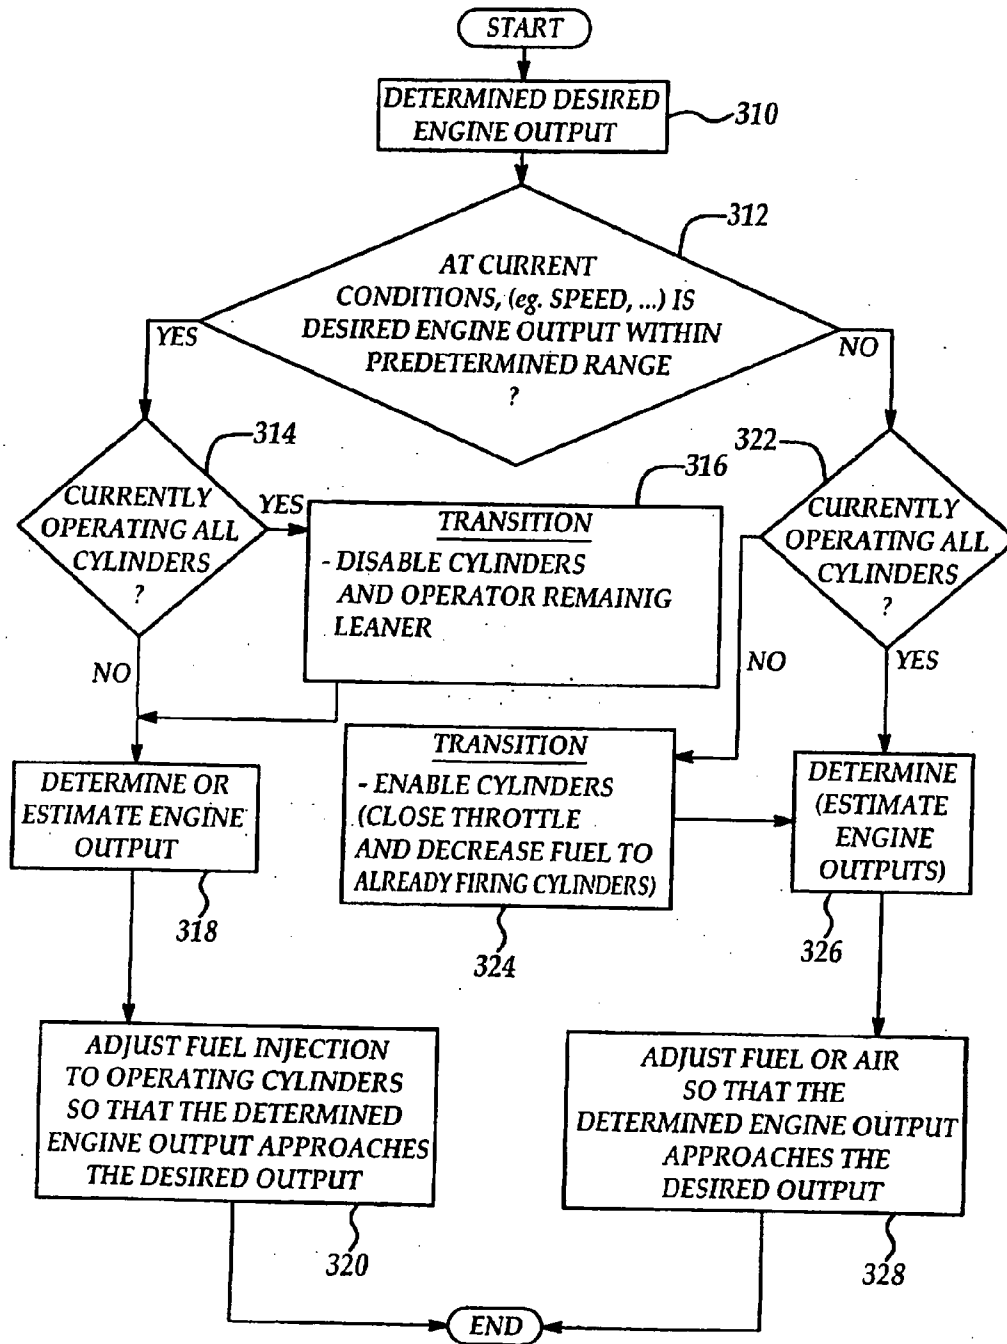 START
DETERMINED DESIRED
ENGINE OUTPUT
310
312
AT CURRENT
CONDITIONS, (eg. SPEED, ...) IS
DESIRED ENGINE OUTPUT WITHIN
PREDETERMINED RANGE
?
YES
NO
314
CURRENTLY
OPERATING ALL
CYLINDERS
?
YES
NO
316
TRANSITION
- DISABLE CYLINDERS
AND OPERATOR REMAINIG
LEANER
322
CURRENTLY
OPERATING ALL
CYLINDERS
?
NO
YES
TRANSITION
- ENABLE CYLINDERS
(CLOSE THROTTLE
AND DECREASE FUEL TO
ALREADY FIRING CYLINDERS)
324
DETERMINE OR
ESTIMATE ENGINE
OUTPUT
318
DETERMINE
(ESTIMATE
ENGINE
OUTPUTS)
326
ADJUST FUEL INJECTION
TO OPERATING CYLINDERS
SO THAT THE DETERMINED
ENGINE OUTPUT APPROACHES
THE DESIRED OUTPUT
320
ADJUST FUEL OR AIR
SO THAT THE
DETERMINED ENGINE OUTPUT
APPROACHES THE
DESIRED OUTPUT
328
END